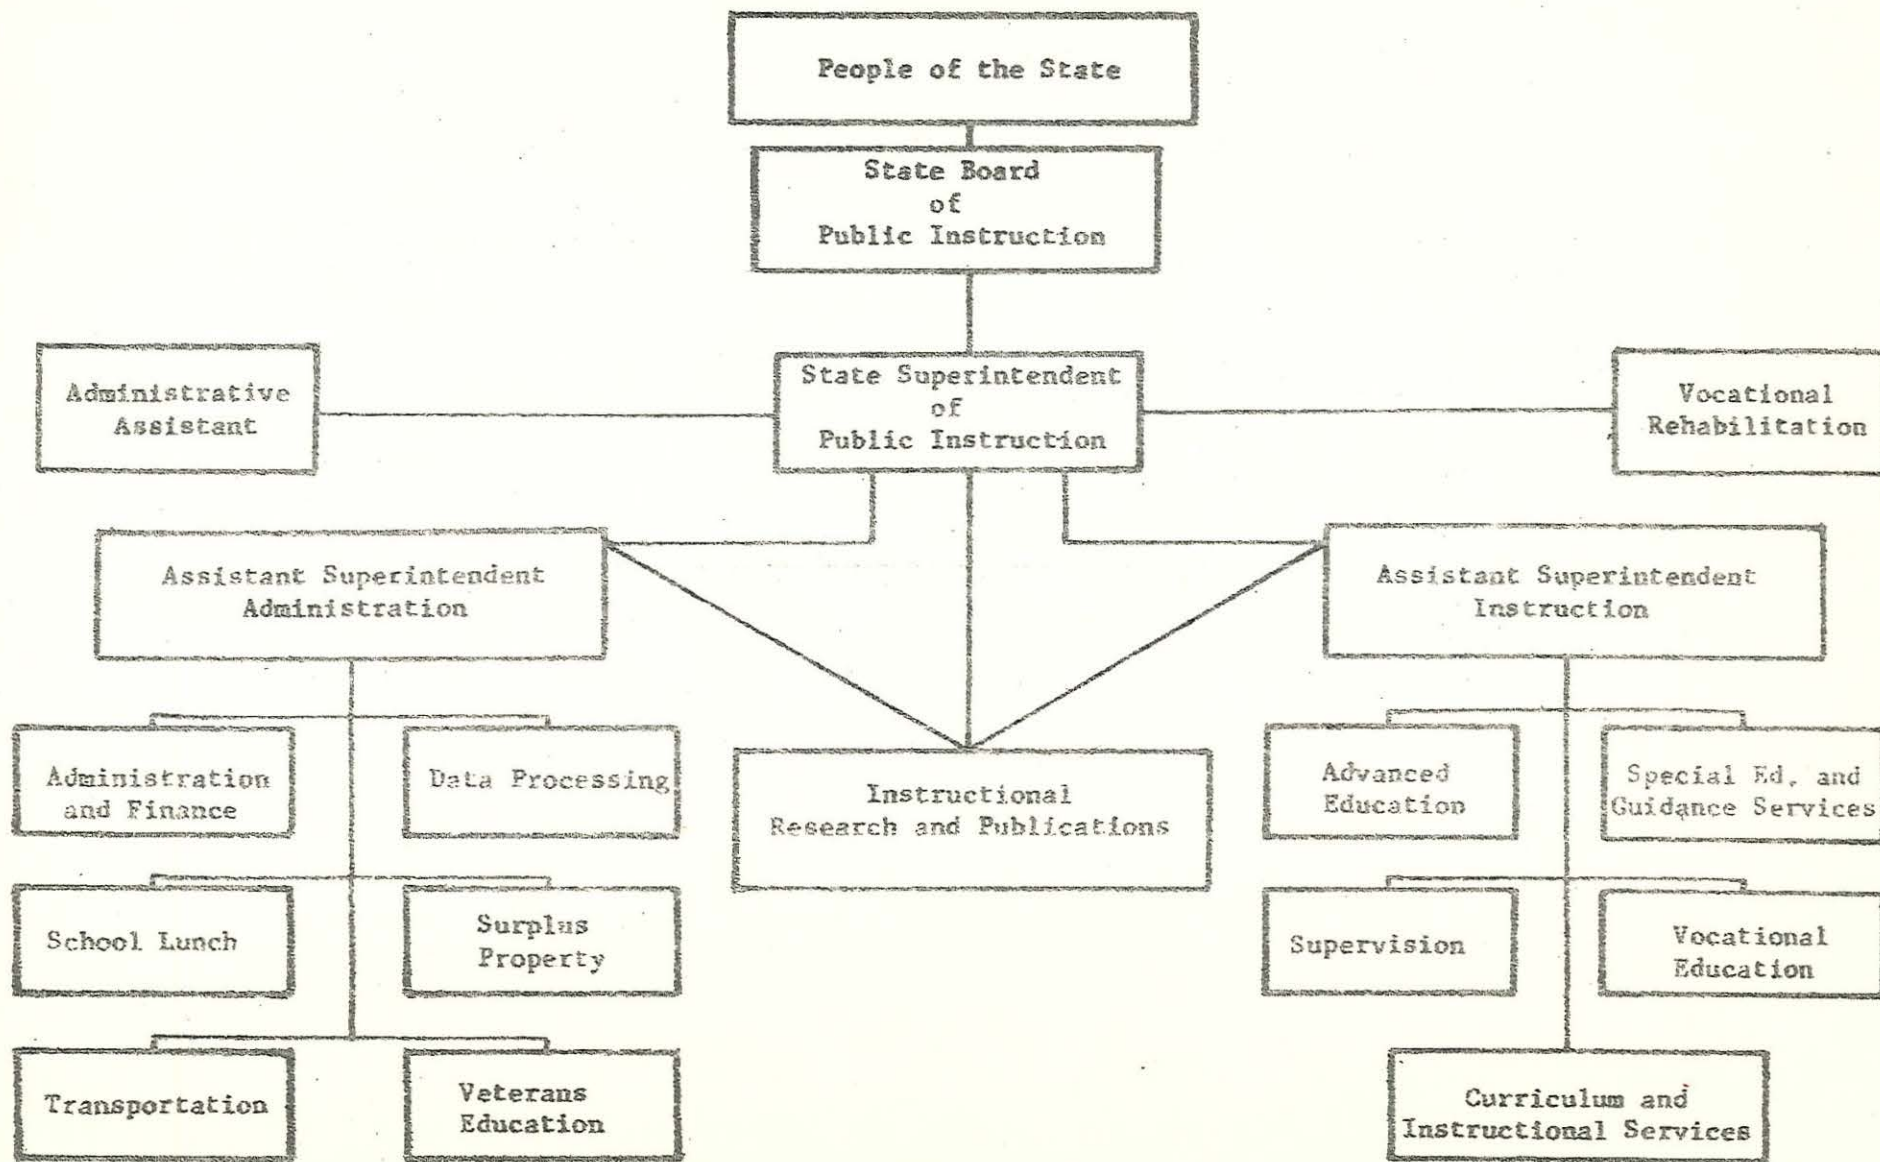 People of the State
State Board
of
Public Instruction
Administrative
Assistant
State Superintendent
of
Public Instruction
Vocational
Rehabilitation
Assistant Superintendent
Administration
Assistant Superintendent
Instruction
Administration
and Finance
Data Processing
Instructional
Research and Publications
Advanced
Education
Special Ed. and
Guidance Services
School Lunch
Surplus
Property
Supervision
Vocational
Education
Transportation
Veterans
Education
Curriculum and
Instructional Services